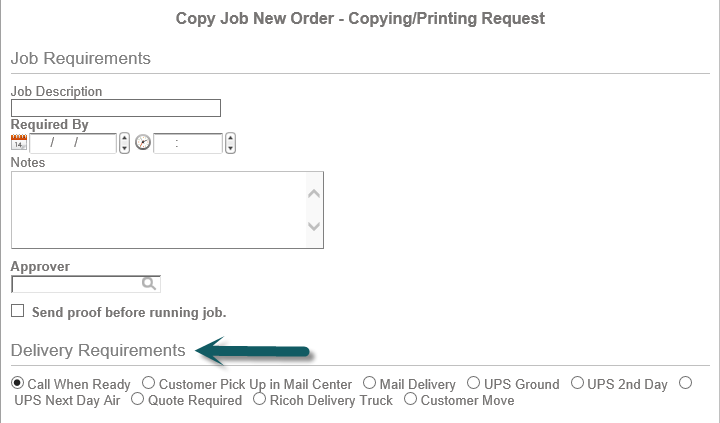 Copy Job New Order - Copying/Printing Request
Job Requirements
Job Description
Required By
14 / / :
Notes
Approver
Send proof before running job.
Delivery Requirements
Call When Ready Customer Pick Up in Mail Center Mail Delivery UPS Ground UPS 2nd Day
UPS Next Day Air Quote Required Ricoh Delivery Truck Customer Move